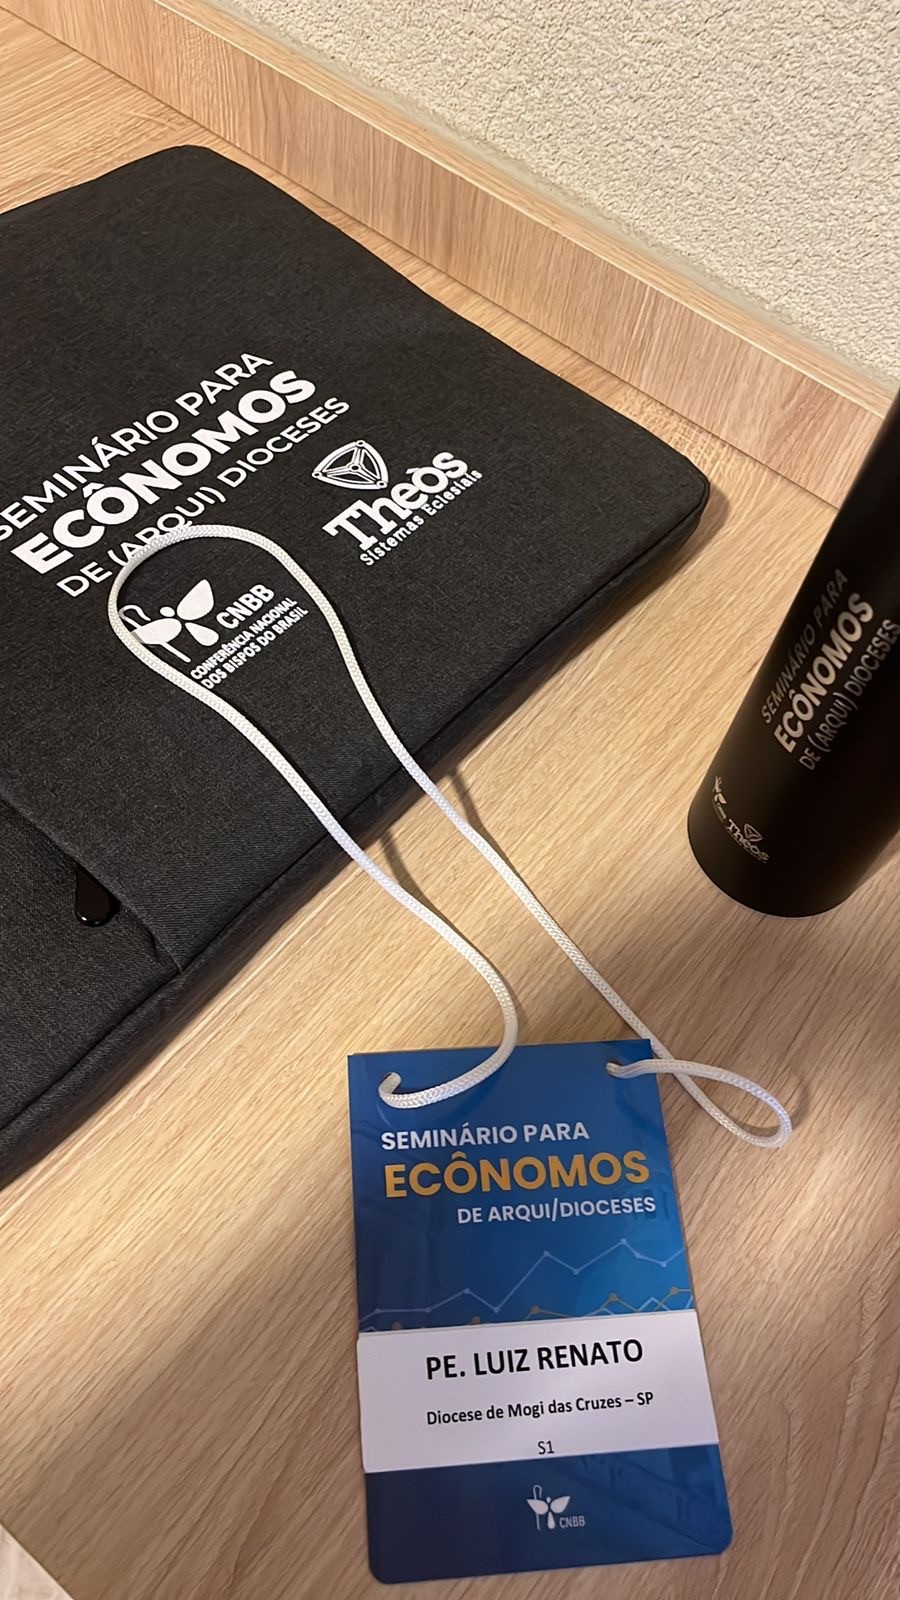 SEMINÁRIO PARA
ECÔNOMOS
DE (ARQUI) DIOCESES
Theòs
Sistemas Eclesiais
CNBB
CONFERÊNCIA NACIONAL
DOS BISPOS DO BRASIL
SEMINÁRIO PARA
ECÔNOMOS
DE (ARQUI) DIOCESES
Theòs
SEMINÁRIO PARA
ECÔNOMOS
DE ARQUI/DIOCESES
PE. LUIZ RENATO
Diocese de Mogi das Cruzes – SP
S1
CNBB